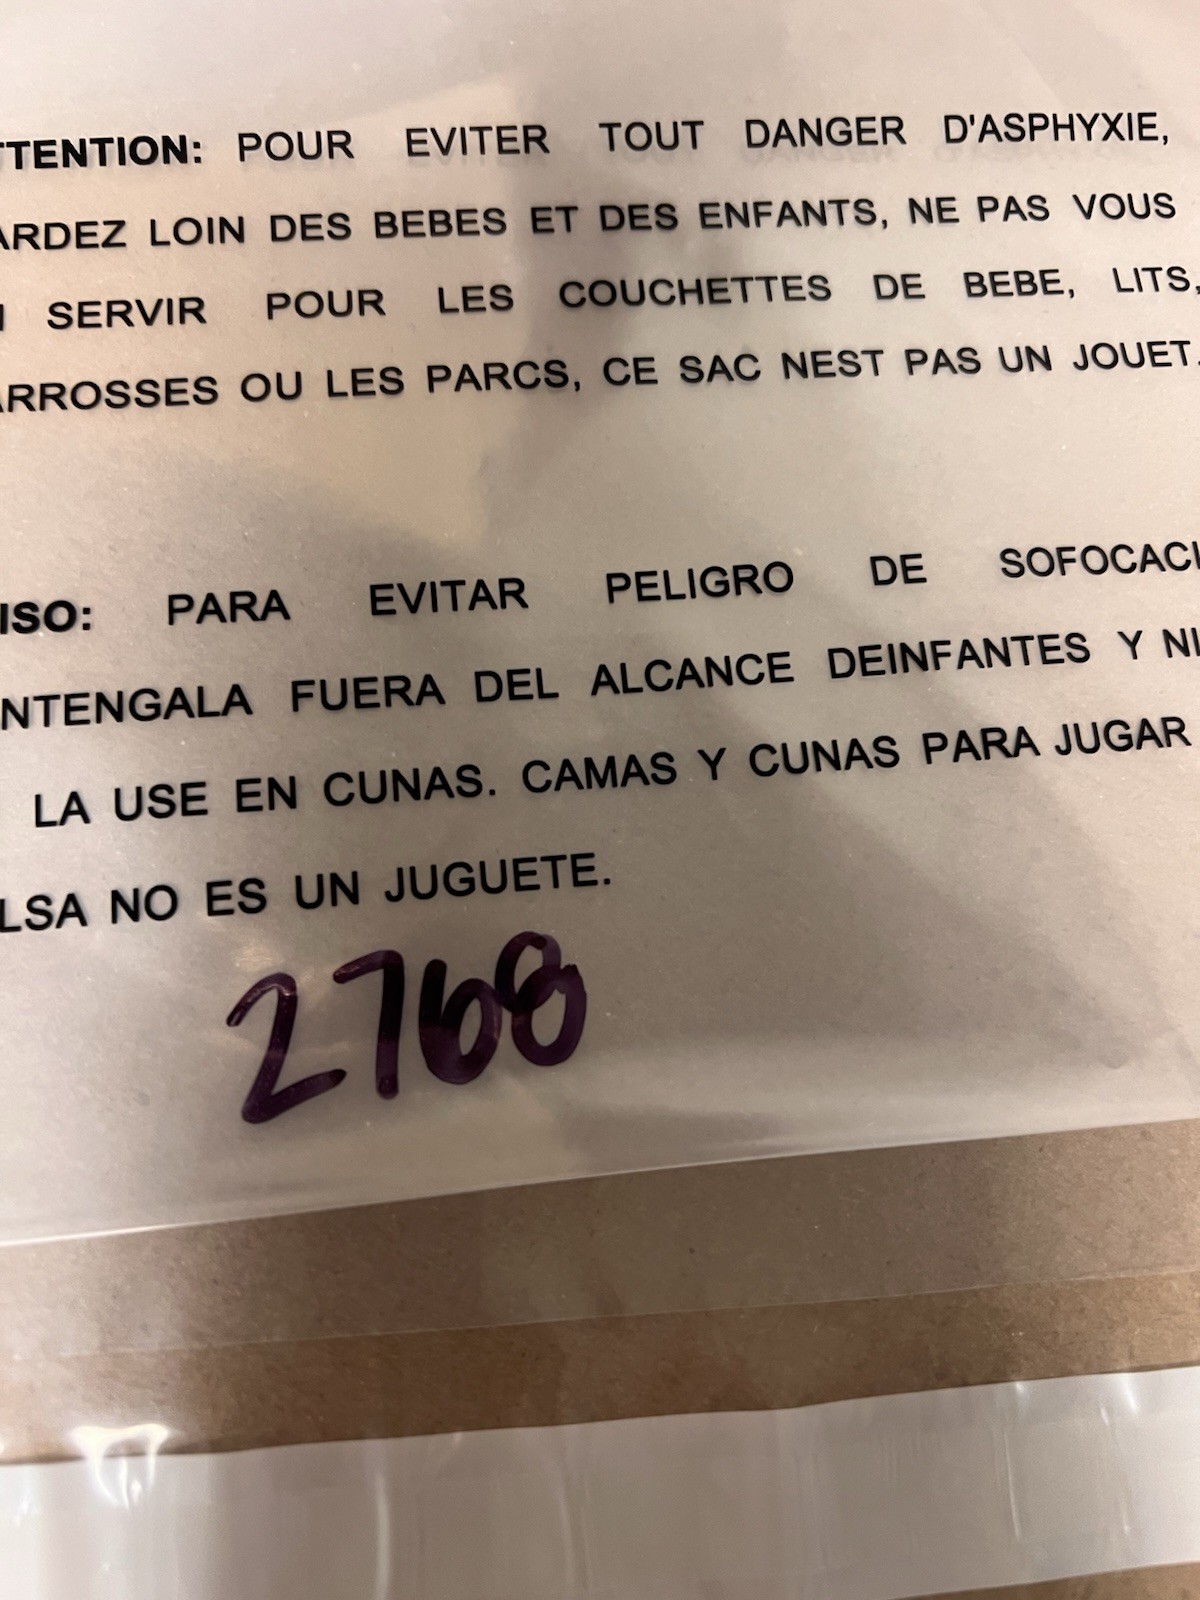 TTENTION: POUR EVITER TOUT DANGER D'ASPHYXIE,
ARDEZ LOIN DES BEBES ET DES ENFANTS, NE PAS VOUS
SERVIR POUR LES COUCHETTES DE BEBE, LITS,
ARROSSES OU LES PARCS, CE SAC NEST PAS UN JOUET.
ISO: PARA EVITAR PELIGRO DE SOFOCACI
NTENGALA FUERA DEL ALCANCE DEINFANTES Y NI
LA USE EN CUNAS. CAMAS Y CUNAS PARA JUGAR
LSA NO ES UN JUGUETE.
2768